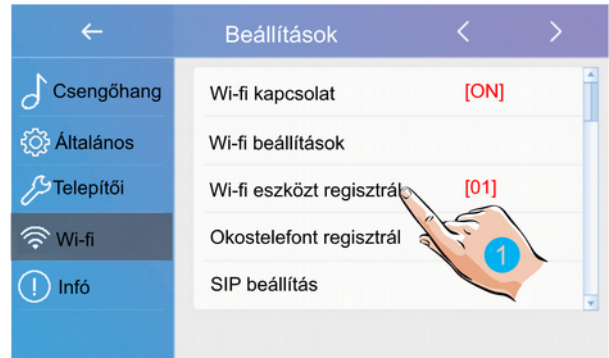 Beállítások
Csengőhang
Általános
Telepítői
Wi-fi
Infó
Wi-fi kapcsolat [ON]
Wi-fi beállítások
Wi-fi eszközt regisztrál [01]
Okostelefont regisztrál
1
SIP beállítás